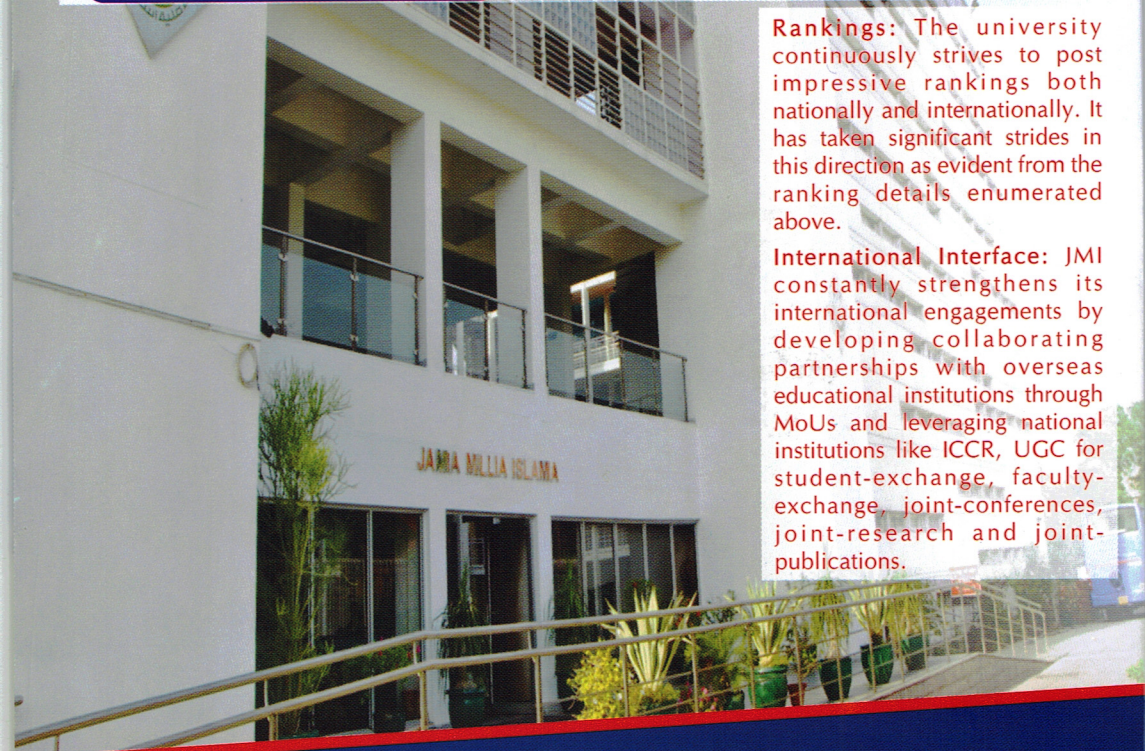 Rankings: The university
continuously strives to post
impressive rankings both
nationally and internationally. It
has taken significant strides in
this direction as evident from the
ranking details enumerated
above.
International Interface: JMI
constantly strengthens its
international engagements by
developing collaborating
partnerships with overseas
educational institutions through
MoUs and leveraging national
institutions like ICCR, UGC for
student-exchange, faculty-
exchange, joint-conferences,
joint-research and joint-
publications.
JAMIA MILLIA ISLAMIA